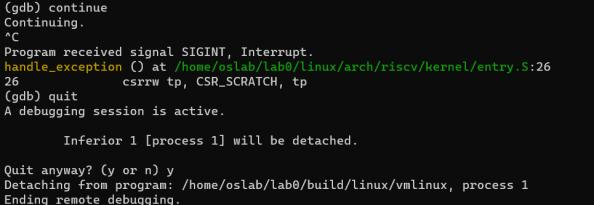 (gdb) continue
Continuing.
^C
Program received signal SIGINT, Interrupt.
handle_exception () at /home/oslab/lab0/linux/arch/riscv/kernel/entry.S:26
26              csrrw tp, CSR_SCRATCH, tp
(gdb) quit
A debugging session is active.
        Inferior 1 [process 1] will be detached.
Quit anyway? (y or n) y
Detaching from program: /home/oslab/lab0/build/linux/vmlinux, process 1
Ending remote debugging.